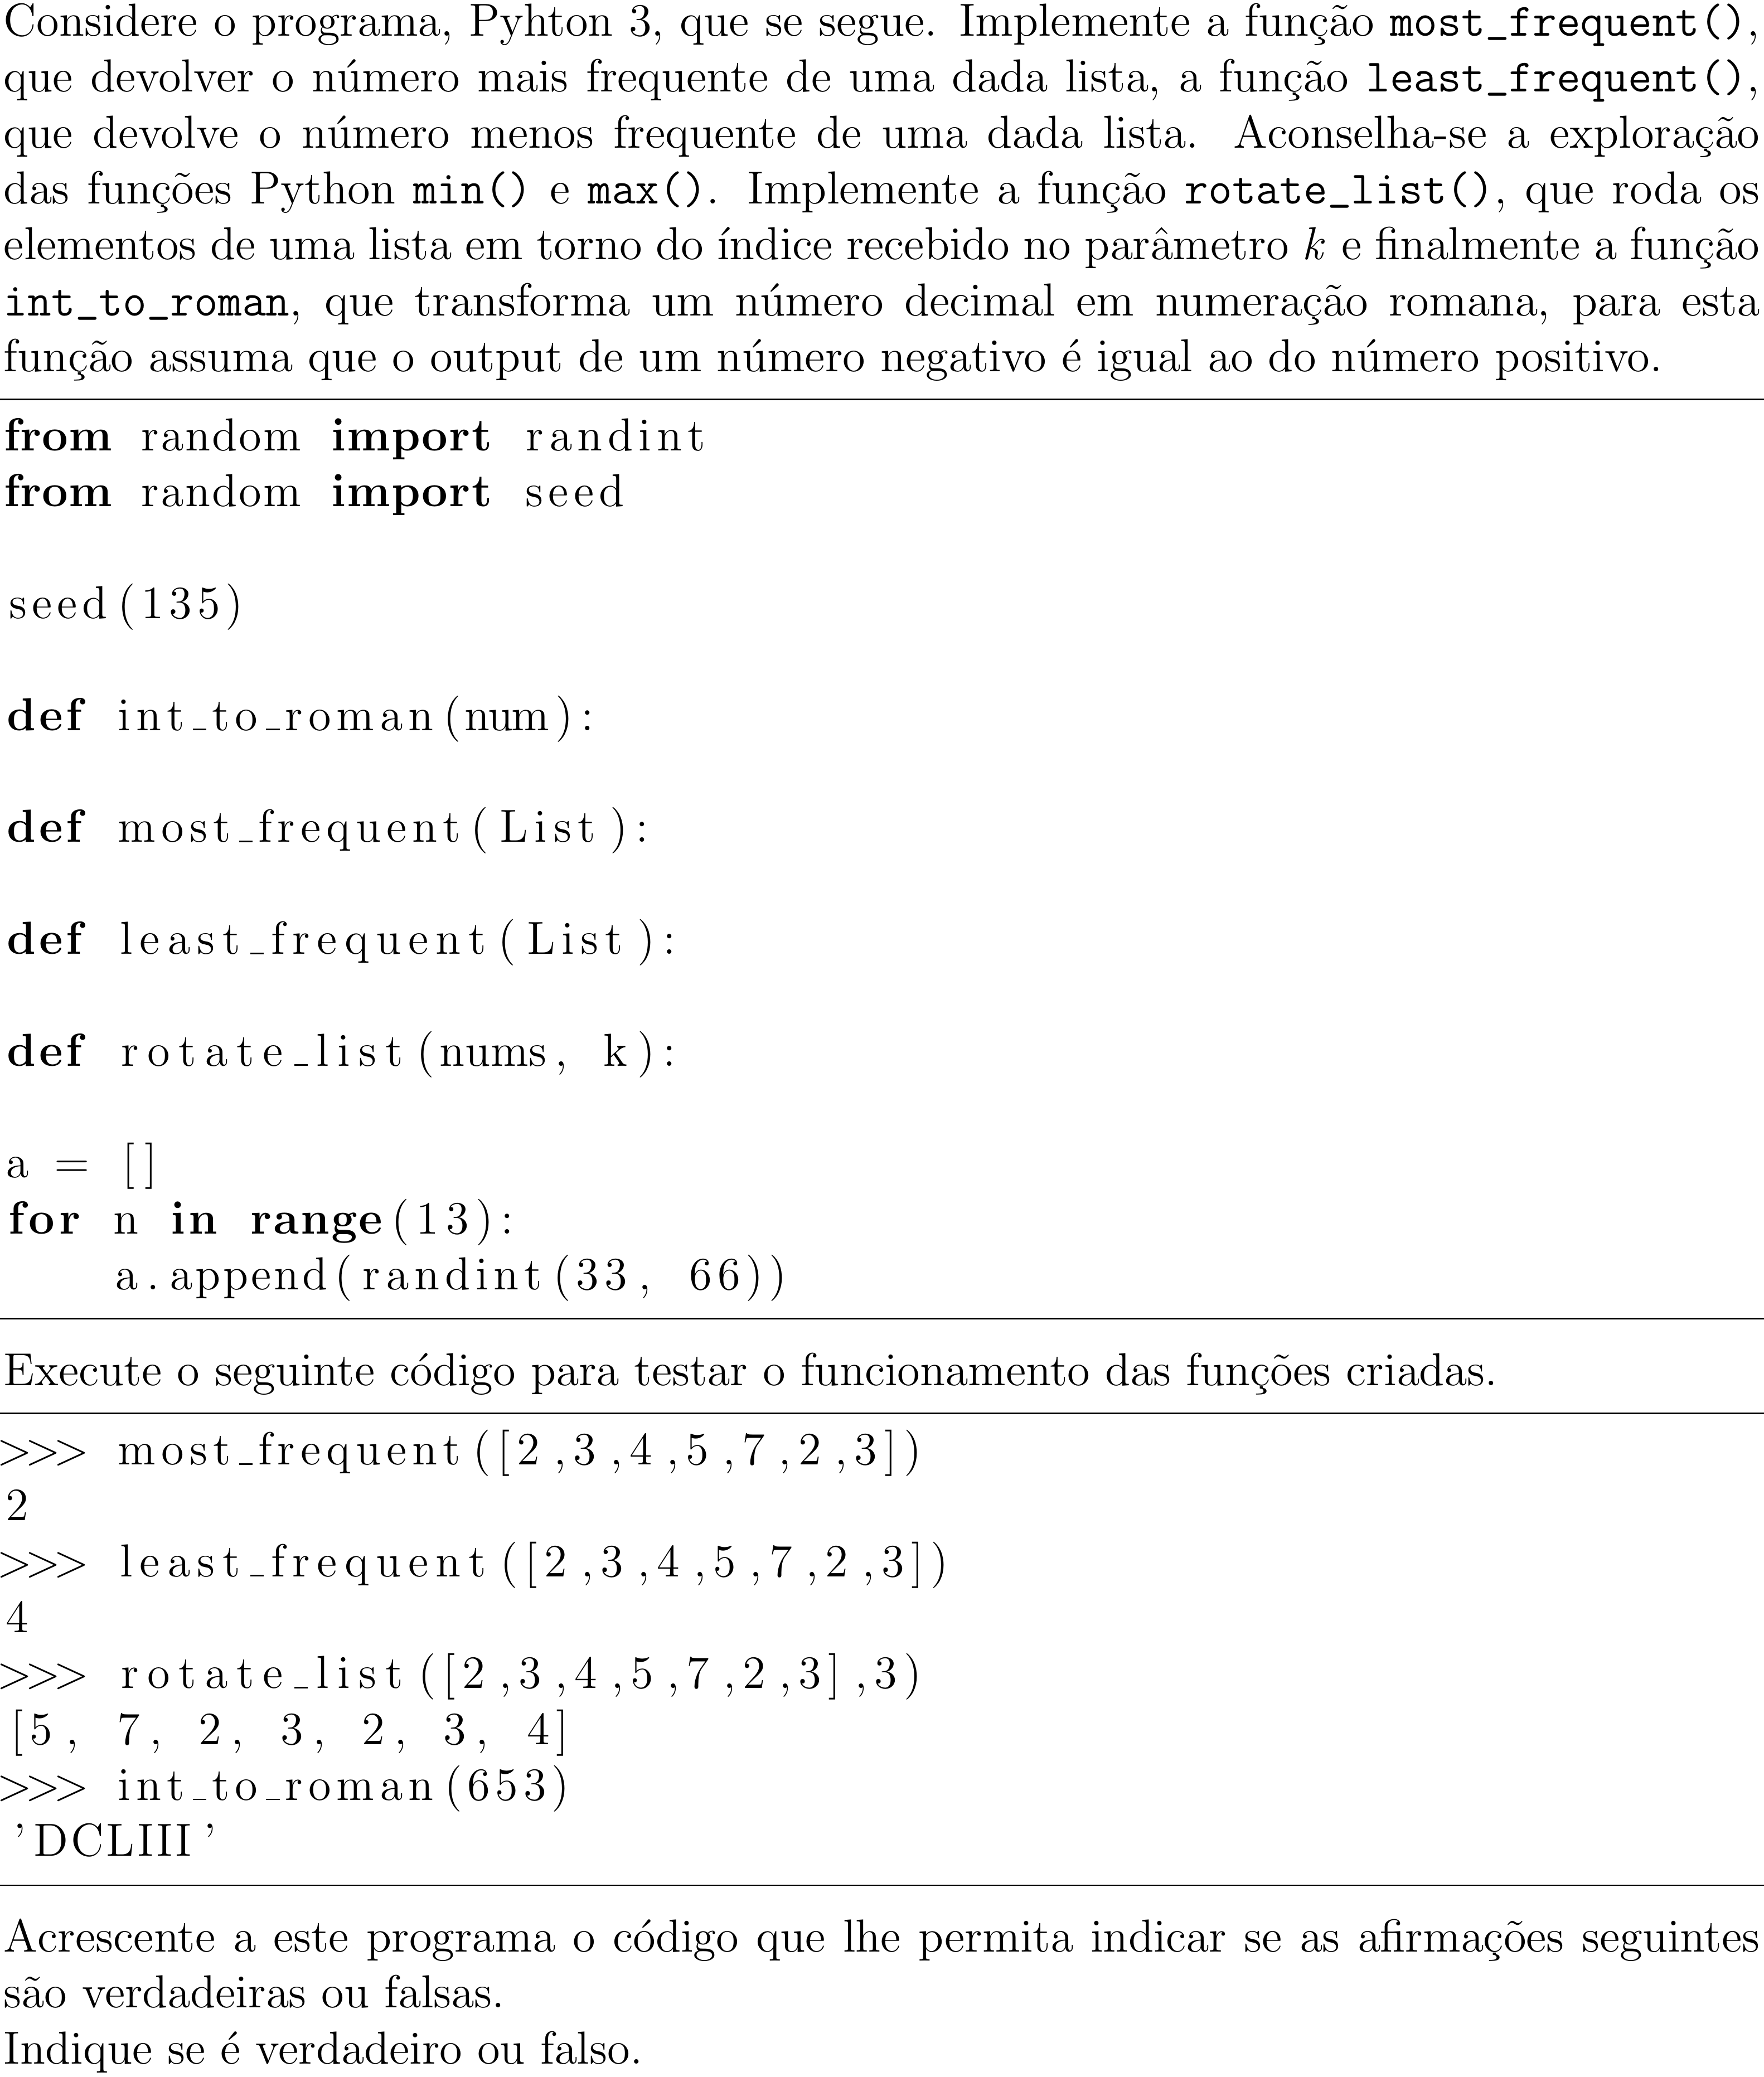 Considere o programa, Pyhton 3, que se segue. Implemente a função most_frequent(),
que devolver o número mais frequente de uma dada lista, a função least_frequent(),
que devolve o número menos frequente de uma dada lista. Aconselha-se a exploração
das funções Python min() e max(). Implemente a função rotate_list(), que roda os
elementos de uma lista em torno do índice recebido no parâmetro k e finalmente a função
int_to_roman, que transforma um número decimal em numeração romana, para esta
função assuma que o output de um número negativo é igual ao do número positivo.
from random import randint
from random import seed
seed(135)
def int_to_roman(num):
def most_frequent(List):
def least_frequent(List):
def rotate_list(nums, k):
a = []
for n in range(13):
    a.append(randint(33, 66))
Execute o seguinte código para testar o funcionamento das funções criadas.
>>> most_frequent([2,3,4,5,7,2,3])
2
>>> least_frequent([2,3,4,5,7,2,3])
4
>>> rotate_list([2,3,4,5,7,2,3],3)
[5, 7, 2, 3, 2, 3, 4]
>>> int_to_roman(653)
'DCLIII'
Acrescente a este programa o código que lhe permita indicar se as afirmações seguintes
são verdadeiras ou falsas.
Indique se é verdadeiro ou falso.